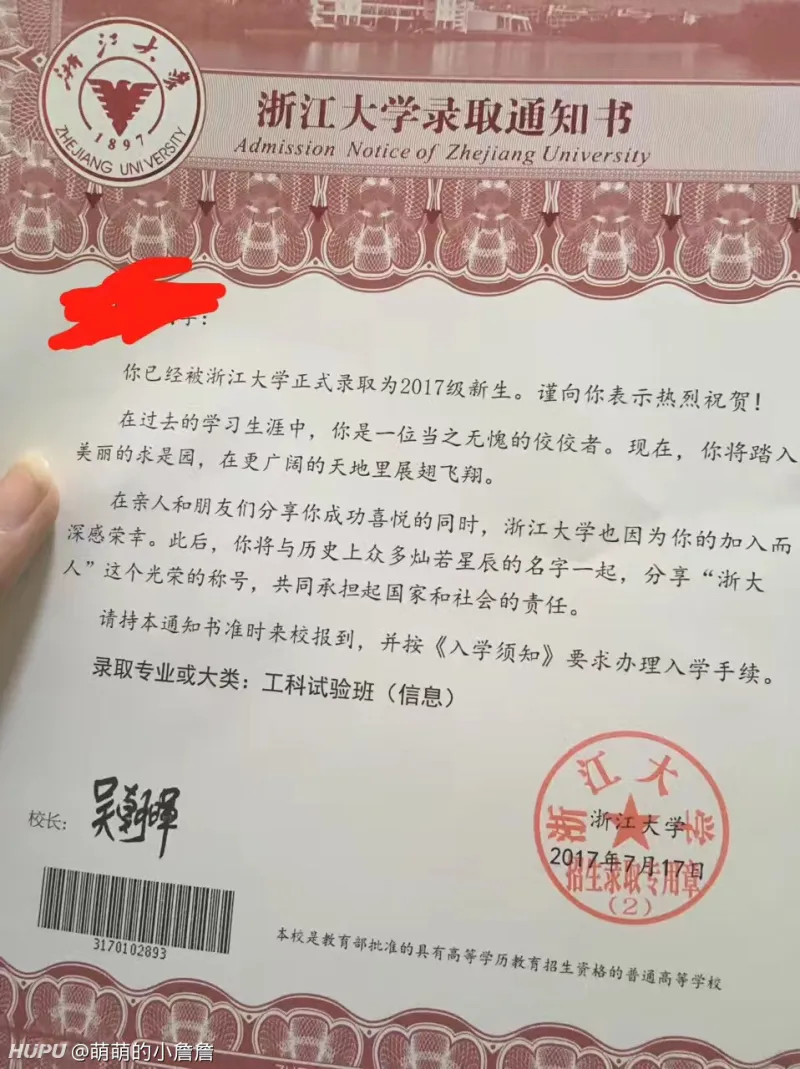 浙江大学
1897
ZHEJIANG UNIVERSITY
浙江大学录取通知书
Admission Notice of Zhejiang University
你已经被浙江大学正式录取为2017级新生。谨向你表示热烈祝贺！
在过去的学习生涯中，你是一位当之无愧的佼佼者。现在，你将踏入
美丽的求是园，在更广阔的天地里展翅飞翔。
在亲人和朋友们分享你成功喜悦的同时，浙江大学也因为你的加入而
深感荣幸。此后，你将与历史上众多灿若星辰的名字一起，分享“浙大
人”这个光荣的称号，共同承担起国家和社会的责任。
请持本通知书准时来校报到，并按《入学须知》要求办理入学手续。
录取专业或大类：工科试验班（信息）
校长：
吴朝晖
浙江大学
浙江大学
2017年7月17日
招生录取专用章
（2）
3170102893
本校是教育部批准的具有高等学历教育招生资格的普通高等学校
HUPU @萌萌的小詹詹